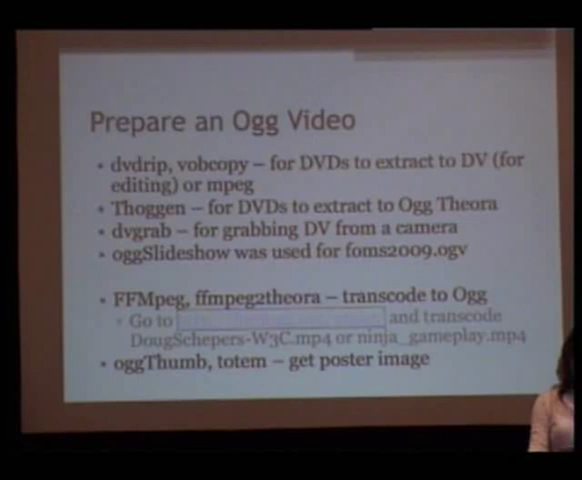 Prepare an Ogg Video
• dvdrip, vobcopy – for DVDs to extract to DV (for
editing) or mpeg
• Thoggen – for DVDs to extract to Ogg Theora
• dvgrab – for grabbing DV from a camera
• oggSlideshow was used for foms2009.ogv
• FFMpeg, ffmpeg2theora – transcode to Ogg
• Go to and transcode
DougSchepers-W3C.mp4 or ninja_gameplay.mp4
• oggThumb, totem – get poster image